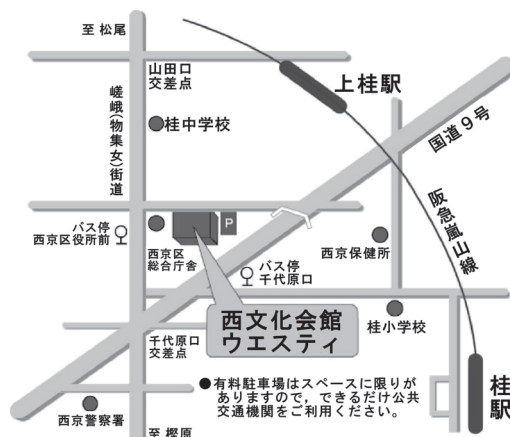 至 松尾
山田口
交差点
上桂駅
嵯峨(物集女)街道
桂中学校
国道９号
阪急嵐山線
バス停
西京区役所前
P
西京区
総合庁舎
西京保健所
バス停
千代原口
西文化会館
ウエスティ
桂小学校
千代原口
交差点
●有料駐車場はスペースに限りが
ありますので，できるだけ公共
交通機関をご利用ください。
桂駅
西京警察署
至 樫原